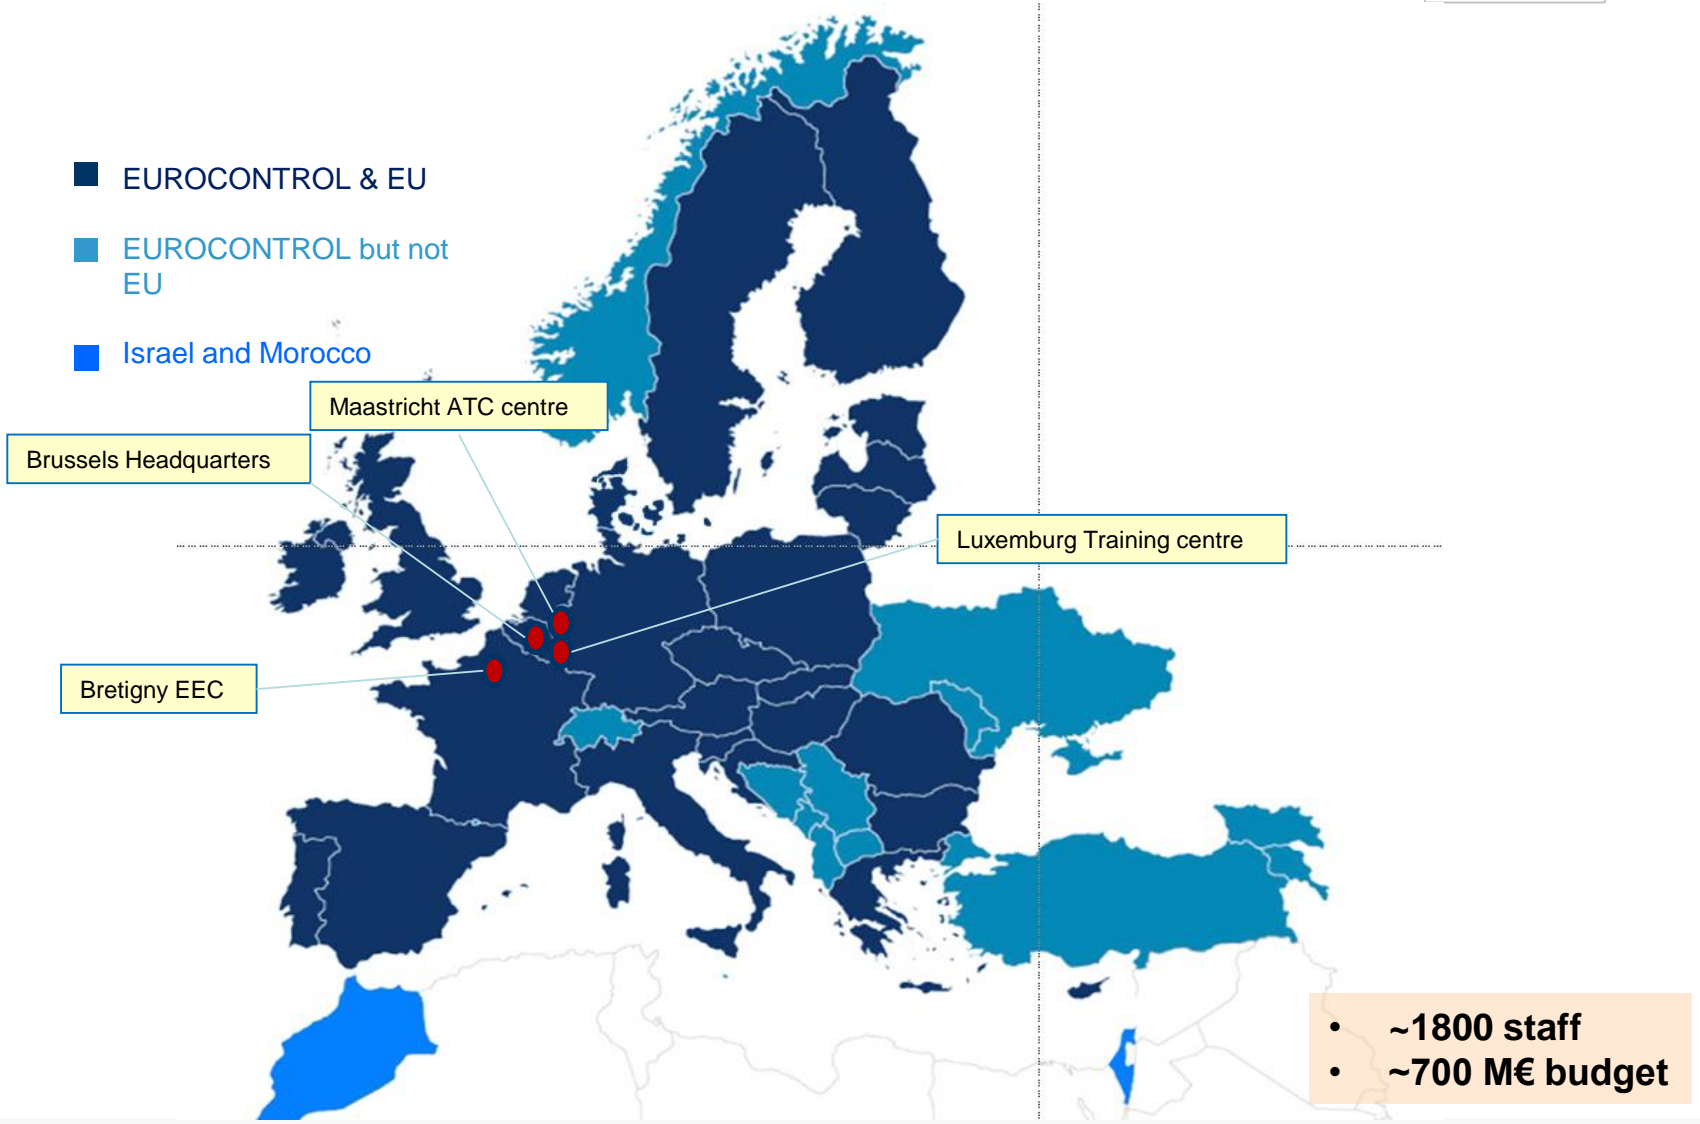 EUROCONTROL & EU
EUROCONTROL but not
EU
Israel and Morocco
Maastricht ATC centre
Brussels Headquarters
Luxemburg Training centre
Bretigny EEC
• ~1800 staff
• ~700 M€ budget